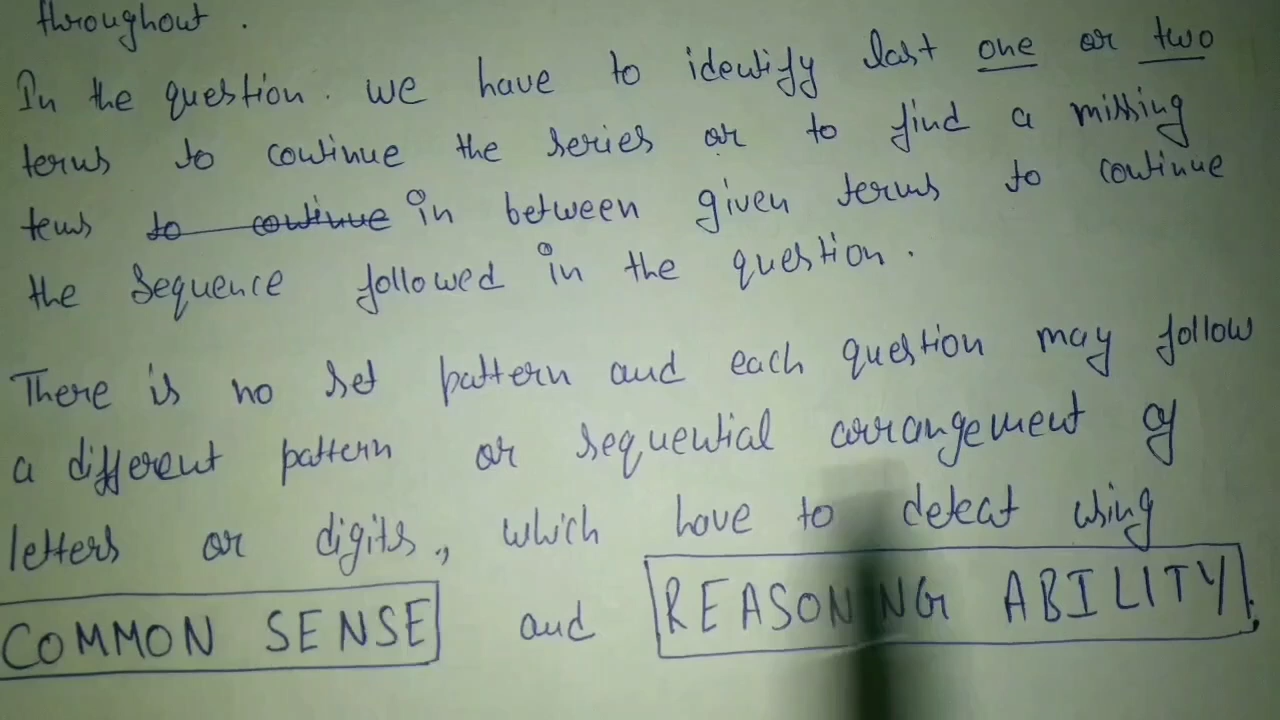 throughout.
In the question. we have to identify last one or two
terms to continue the series or to find a missing
tems to continue in between given terms to continue
the sequence followed in the question.
There is no set pattern and each question may follow
a different pattern or sequential arrangement of
letters or digits, which have to deteat using
COMMON SENSE and REASONING ABILITY.